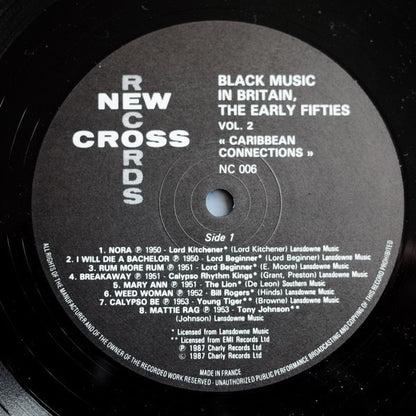 NEW CROSS
RECORDS
BLACK MUSIC
IN BRITAIN,
THE EARLY FIFTIES
VOL. 2
« CARIBBEAN
CONNECTIONS »
NC 006
Side 1
1. NORA ℗ 1950 - Lord Kitchener* (Lord Kitchener) Lansdowne Music
2. I WILL DIE A BACHELOR ℗ 1950 - Lord Beginner* (Lord Beginner) Lansdowne Music
3. RUM MORE RUM ℗ 1951 - Lord Beginner* (E. Moore) Lansdowne Music
4. BREAKAWAY ℗ 1951 - Calypso Rhythm Kings* (Grant, Preston) Lansdowne Music
5. MARY ANN ℗ 1951 - The Lion* (De Leon) Southern Music
6. WEED WOMAN ℗ 1952 - Bill Rogers* (Hinds) Lansdowne Music
7. CALYPSO BE ℗ 1953 - Young Tiger** (Browne) Lansdowne Music
8. MATTIE RAG ℗ 1953 - Tony Johnson**
(Johnson) Lansdowne Music
* Licensed from Lansdowne Music
** Licensed from EMI Records Ltd
℗ 1987 Charly Records Ltd
© 1987 Charly Records Ltd
MADE IN FRANCE
ALL RIGHTS OF THE MANUFACTURER AND OF THE OWNER OF THE RECORDED WORK RESERVED - UNAUTHORIZED PUBLIC PERFORMANCE BROADCASTING AND COPYING OF THIS RECORD PROHIBITED